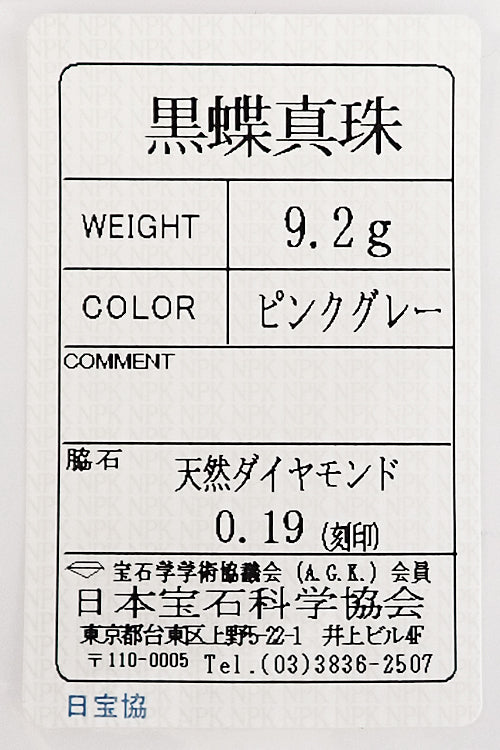 黒蝶真珠
WEIGHT 9.2g
COLOR ピンクグレー
COMMENT
脇石 天然ダイヤモンド
0.19 (刻印)
宝石学学術協議会 (A.G.K.) 会員
日本宝石科学協会
東京都台東区上野5-22-1 井上ビル4F
〒110-0005 Tel.(03)3836-2507
日宝協